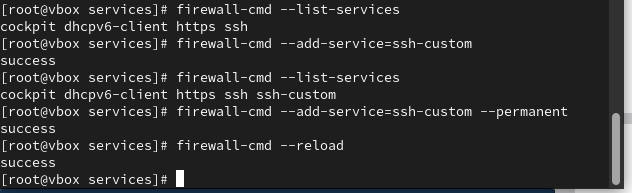 [root@vbox services]# firewall-cmd --list-services
cockpit dhcpv6-client https ssh
[root@vbox services]# firewall-cmd --add-service=ssh-custom
success
[root@vbox services]# firewall-cmd --list-services
cockpit dhcpv6-client https ssh ssh-custom
[root@vbox services]# firewall-cmd --add-service=ssh-custom --permanent
success
[root@vbox services]# firewall-cmd --reload
success
[root@vbox services]#